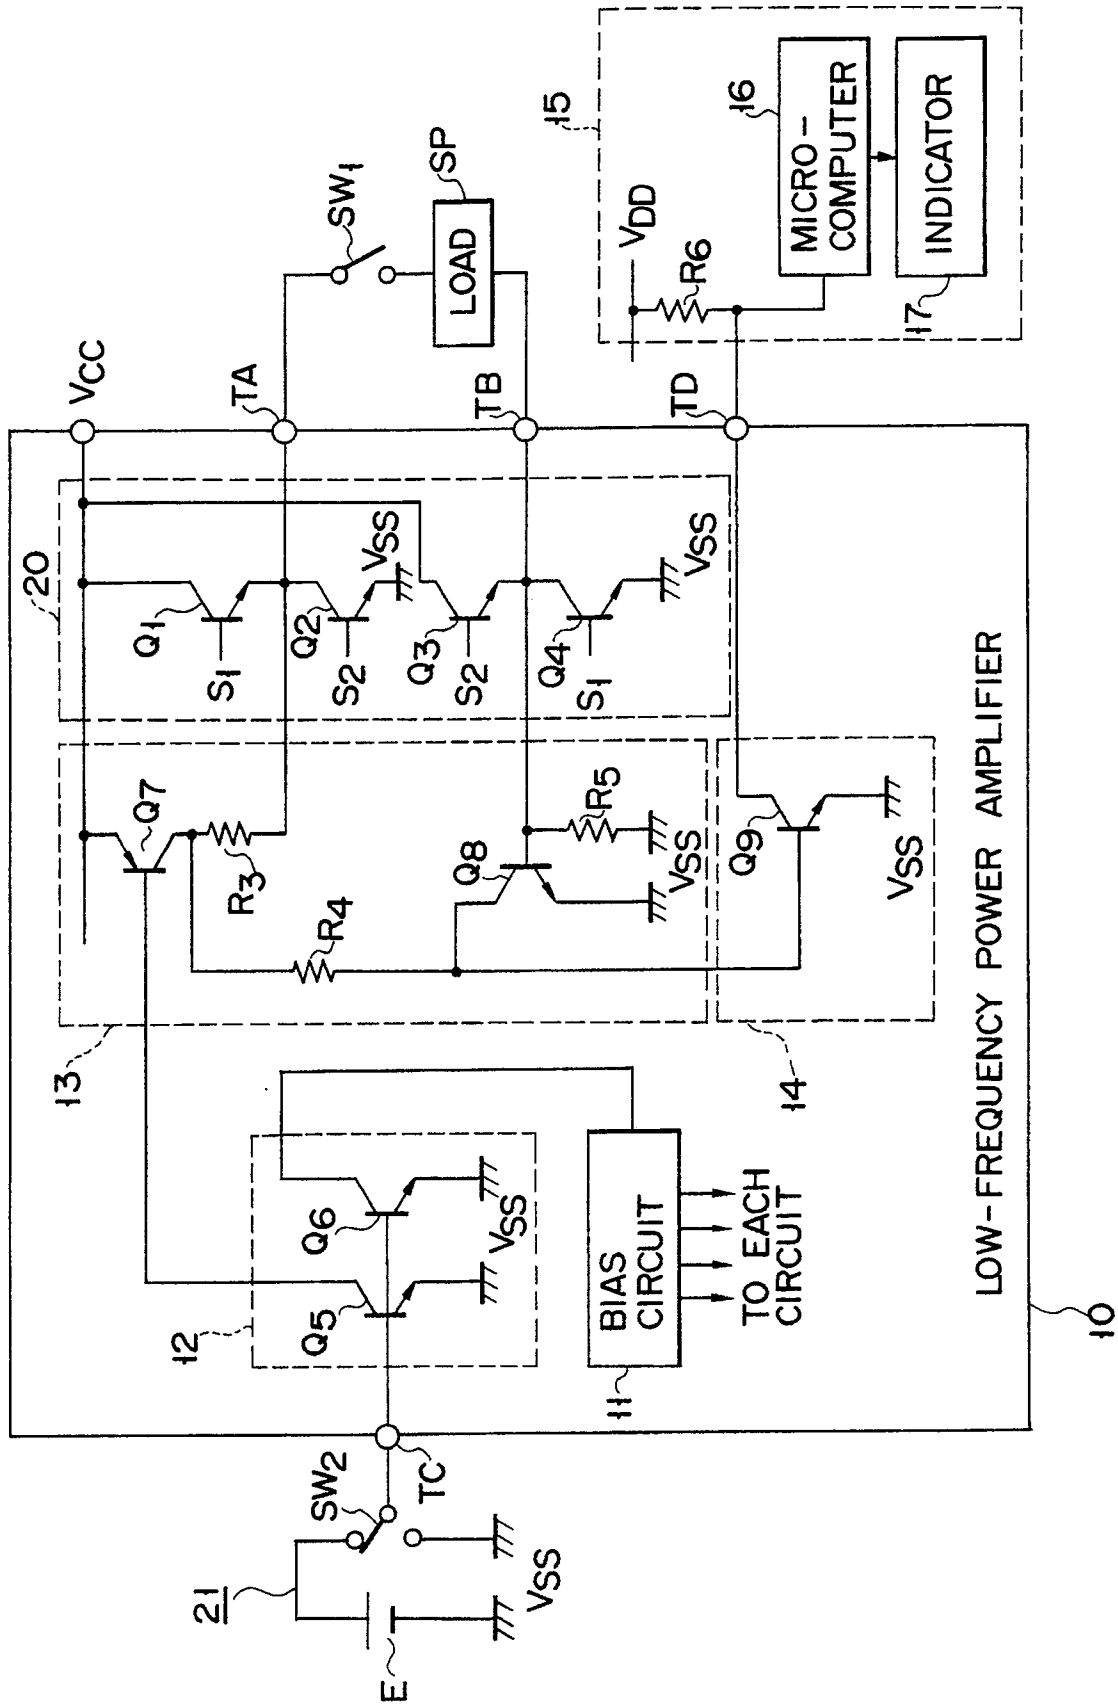 VCC
TA
SW1
LOAD
SP
TB
TD
15
VDD
R6
16
MICRO-
COMPUTER
INDICATOR
17
20
Q1
S1
Q2
S2
VSS
Q3
S2
Q4
S1
VSS
13
Q7
R3
R4
Q8
R5
VSS
14
Q9
VSS
12
Q5
Q6
VSS
11
BIAS
CIRCUIT
TO EACH
CIRCUIT
LOW-FREQUENCY POWER AMPLIFIER
10
21
SW2
TC
E
VSS